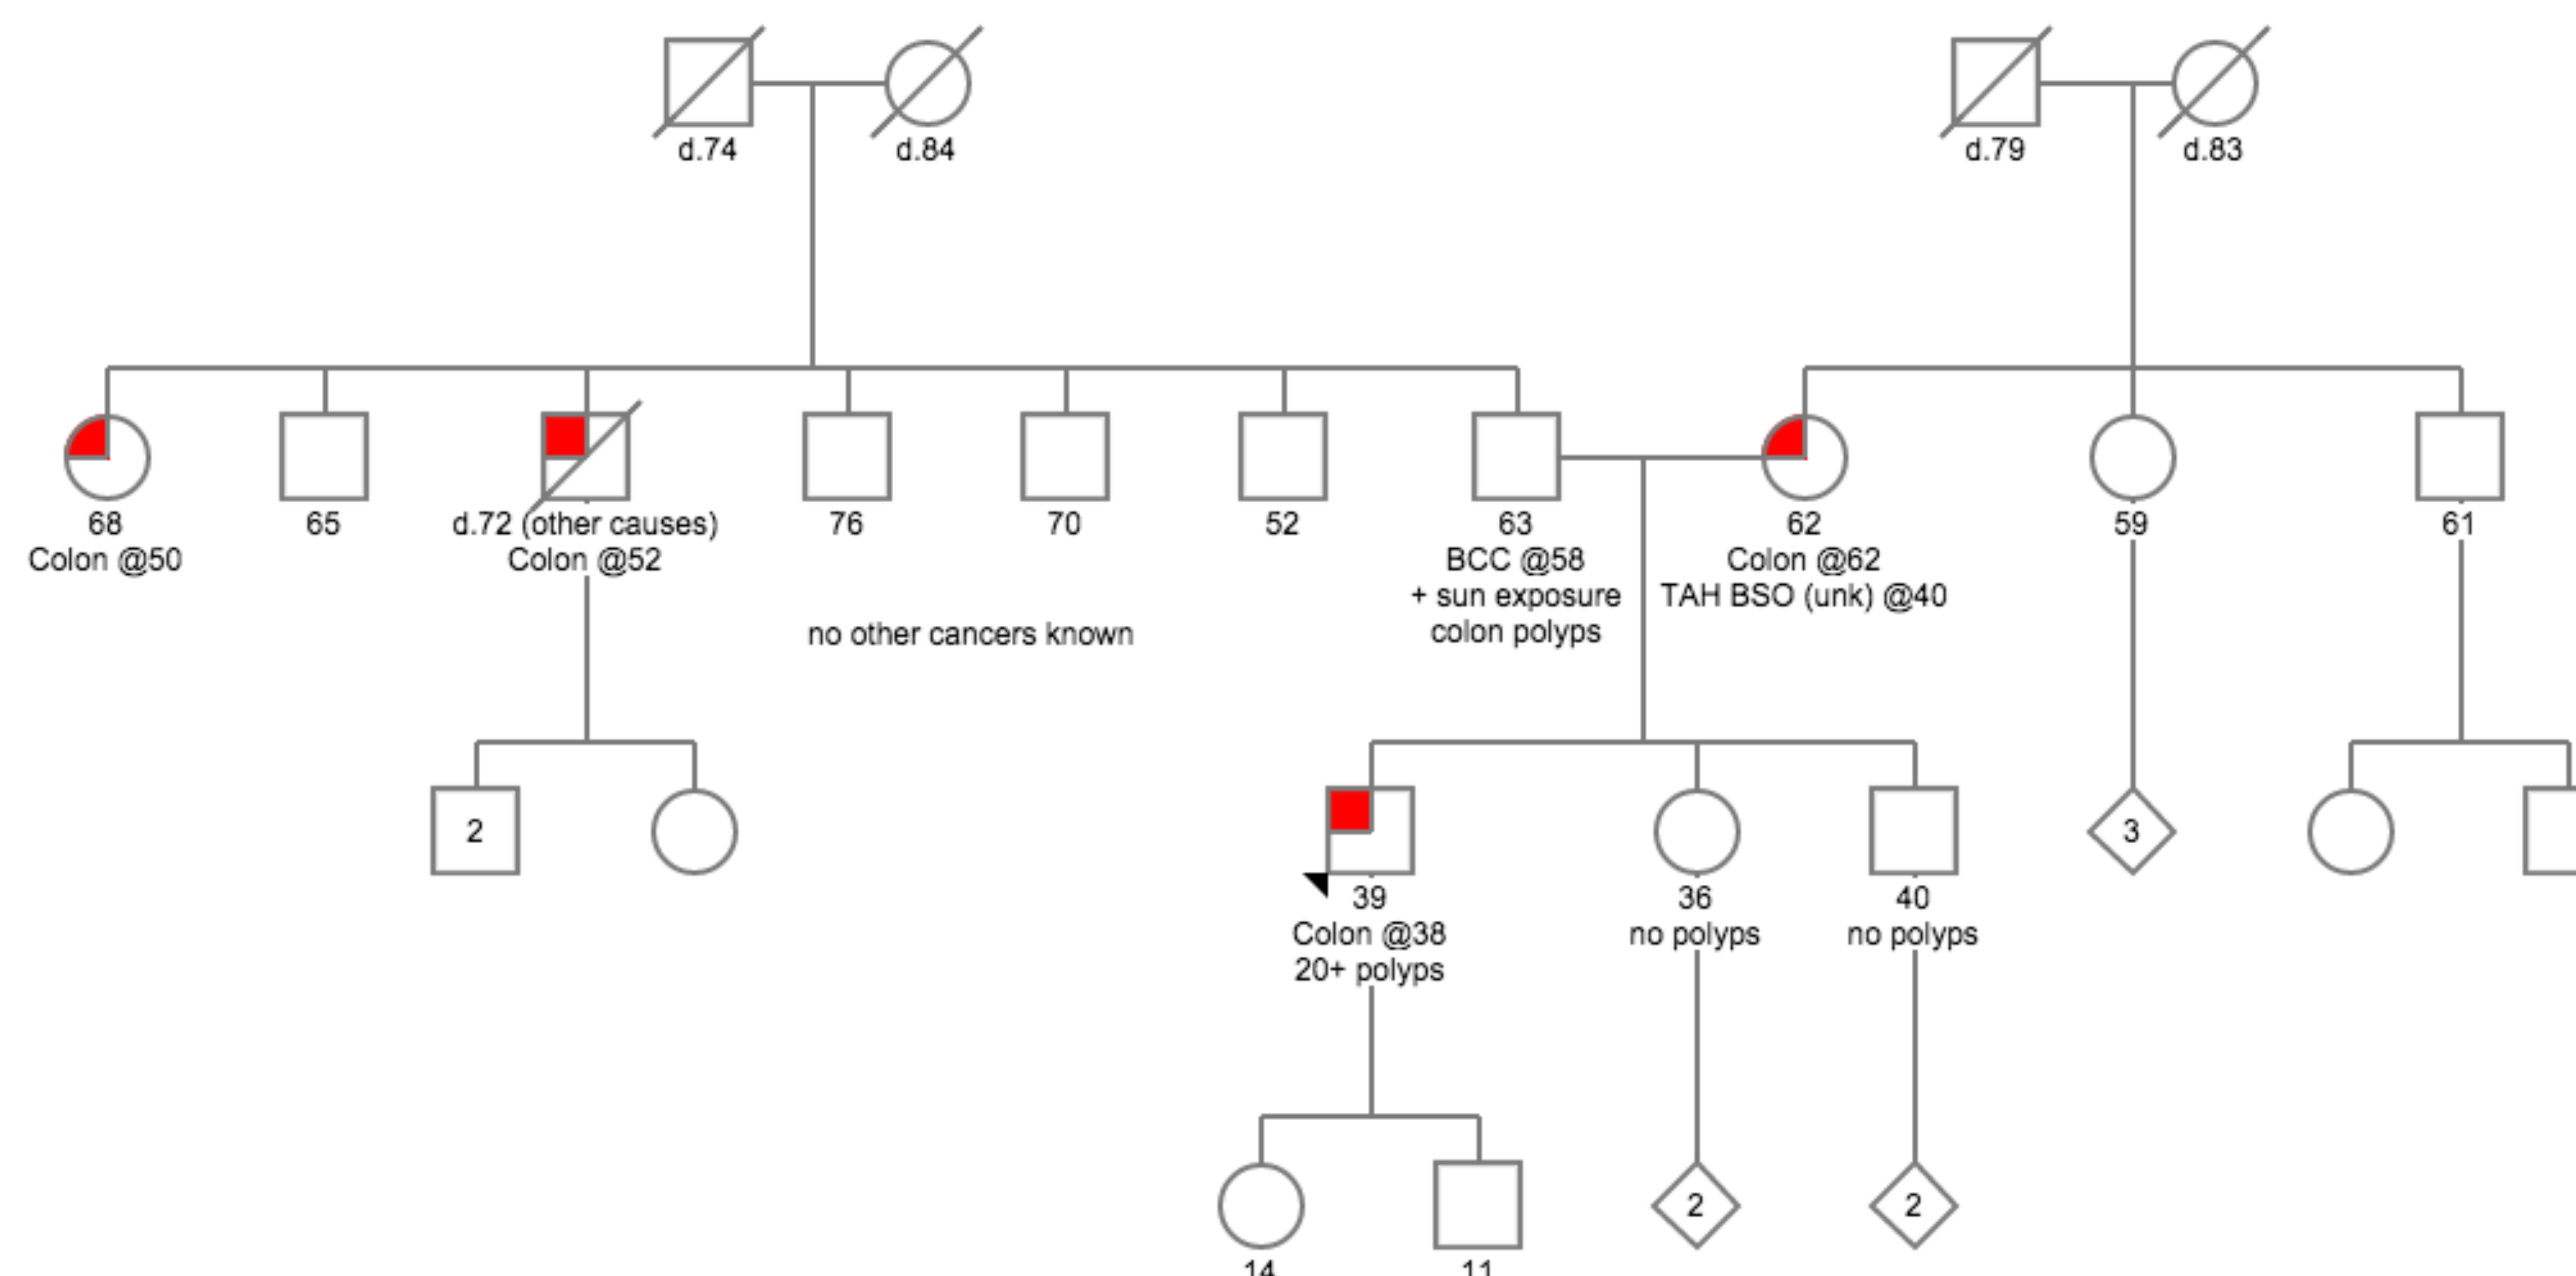 d.74
d.84
d.79
d.83
68
Colon @50
65
d.72 (other causes)
Colon @52
76
70
52
63
BCC @58
+ sun exposure
colon polyps
62
Colon @62
TAH BSO (unk) @40
59
61
no other cancers known
2
39
Colon @38
20+ polyps
36
no polyps
40
no polyps
3
14
11
2
2